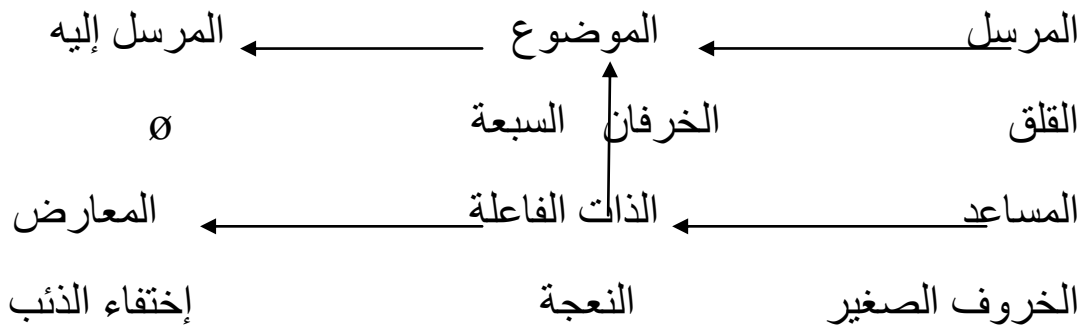 المرسل الموضوع المرسل إليه
القلق الخرفان السبعة ø
المساعد الذات الفاعلة المعارض
الخروف الصغير النعجة إختفاء الذئب